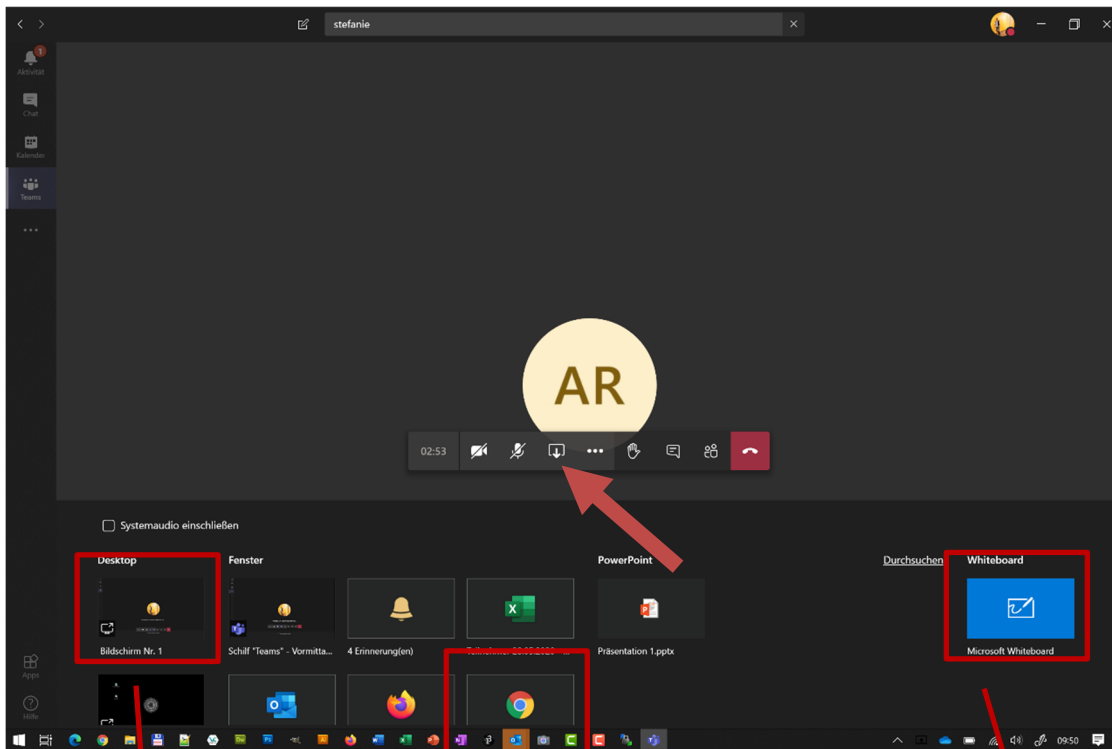 stefanie
1
Aktivität
Chat
Kalender
Teams
AR
02:53
Systemaudio einschließen
Desktop
Fenster
PowerPoint
Durchsuchen
Whiteboard
Bildschirm Nr. 1
Schilf "Teams" - Vormitta...
4 Erinnerung(en)
Präsentation 1.pptx
Microsoft Whiteboard
Apps
Hilfe
09:50